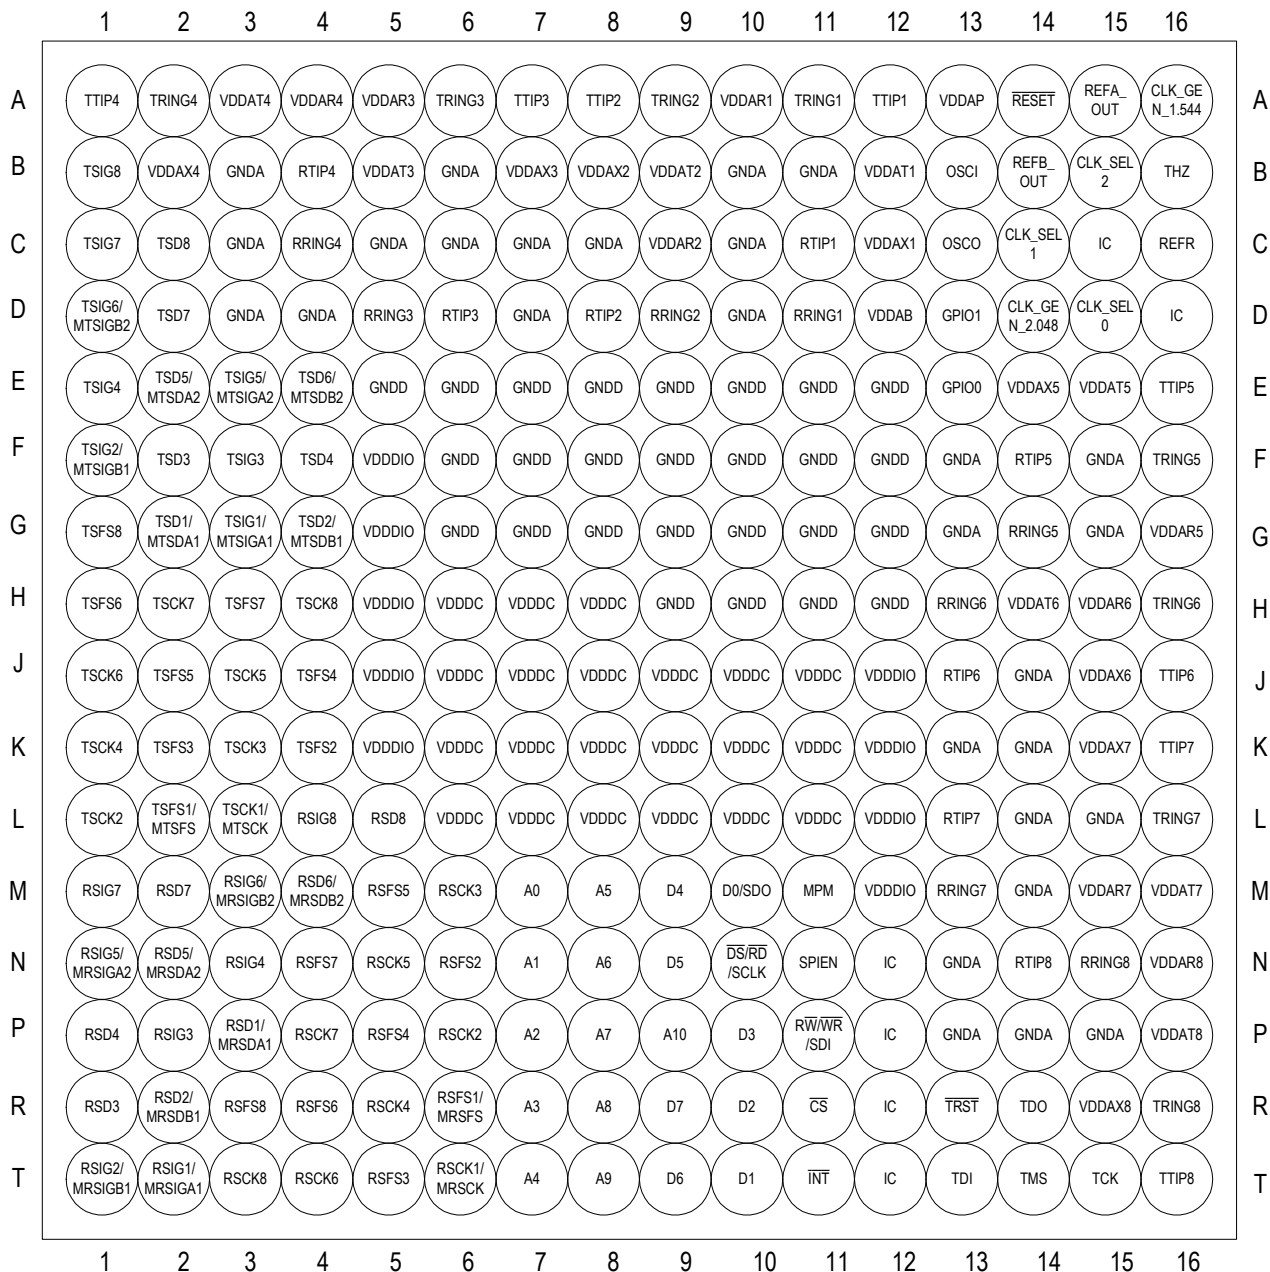 1 2 3 4 5 6 7 8 9 10 11 12 13 14 15 16
A TTIP4 TRING4 VDDAT4 VDDAR4 VDDAR3 TRING3 TTIP3 TTIP2 TRING2 VDDAR1 TRING1 TTIP1 VDDAP RESET REFA_OUT CLK_GEN_1.544 A
B TSIG8 VDDAX4 GNDA RTIP4 VDDAT3 GNDA VDDAX3 VDDAX2 VDDAT2 GNDA GNDA VDDAT1 OSCI REFB_OUT CLK_SEL2 THZ B
C TSIG7 TSD8 GNDA RRING4 GNDA GNDA GNDA GNDA VDDAR2 GNDA RTIP1 VDDAX1 OSCO CLK_SEL1 IC REFR C
D TSIG6/MTSIGB2 TSD7 GNDA GNDA RRING3 RTIP3 GNDA RTIP2 RRING2 GNDA RRING1 VDDAB GPIO1 CLK_GEN_2.048 CLK_SEL0 IC D
E TSIG4 TSD5/MTSDA2 TSIG5/MTSIGA2 TSD6/MTSDB2 GNDD GNDD GNDD GNDD GNDD GNDD GNDD GNDD GPIO0 VDDAX5 VDDAT5 TTIP5 E
F TSIG2/MTSIGB1 TSD3 TSIG3 TSD4 VDDDIO GNDD GNDD GNDD GNDD GNDD GNDD GNDD GNDA RTIP5 GNDA TRING5 F
G TSFS8 TSD1/MTSDA1 TSIG1/MTSIGA1 TSD2/MTSDB1 VDDDIO GNDD GNDD GNDD GNDD GNDD GNDD GNDD GNDA RRING5 GNDA VDDAR5 G
H TSFS6 TSCK7 TSFS7 TSCK8 VDDDIO VDDDC VDDDC VDDDC GNDD GNDD GNDD GNDD RRING6 VDDAT6 VDDAR6 TRING6 H
J TSCK6 TSFS5 TSCK5 TSFS4 VDDDIO VDDDC VDDDC VDDDC VDDDC VDDDC VDDDC VDDDIO RTIP6 GNDA VDDAX6 TTIP6 J
K TSCK4 TSFS3 TSCK3 TSFS2 VDDDIO VDDDC VDDDC VDDDC VDDDC VDDDC VDDDC VDDDIO GNDA GNDA VDDAX7 TTIP7 K
L TSCK2 TSFS1/MTSFS TSCK1/MTSCK RSIG8 RSD8 VDDDC VDDDC VDDDC VDDDC VDDDC VDDDC VDDDIO RTIP7 GNDA GNDA TRING7 L
M RSIG7 RSD7 RSIG6/MRSIGB2 RSD6/MRSDB2 RSFS5 RSCK3 A0 A5 D4 D0/SDO MPM VDDDIO RRING7 GNDA VDDAR7 VDDAT7 M
N RSIG5/MRSIGA2 RSD5/MRSDA2 RSIG4 RSFS7 RSCK5 RSFS2 A1 A6 D5 DS/RD/SCLK SPIEN IC GNDA RTIP8 RRING8 VDDAR8 N
P RSD4 RSIG3 RSD1/MRSDA1 RSCK7 RSFS4 RSCK2 A2 A7 A10 D3 RW/WR/SDI IC GNDA GNDA GNDA VDDAT8 P
R RSD3 RSD2/MRSDB1 RSFS8 RSFS6 RSCK4 RSFS1/MRSFS A3 A8 D7 D2 CS IC TRST TDO VDDAX8 TRING8 R
T RSIG2/MRSIGB1 RSIG1/MRSIGA1 RSCK8 RSCK6 RSFS3 RSCK1/MRSCK A4 A9 D6 D1 INT IC TDI TMS TCK TTIP8 T
1 2 3 4 5 6 7 8 9 10 11 12 13 14 15 16